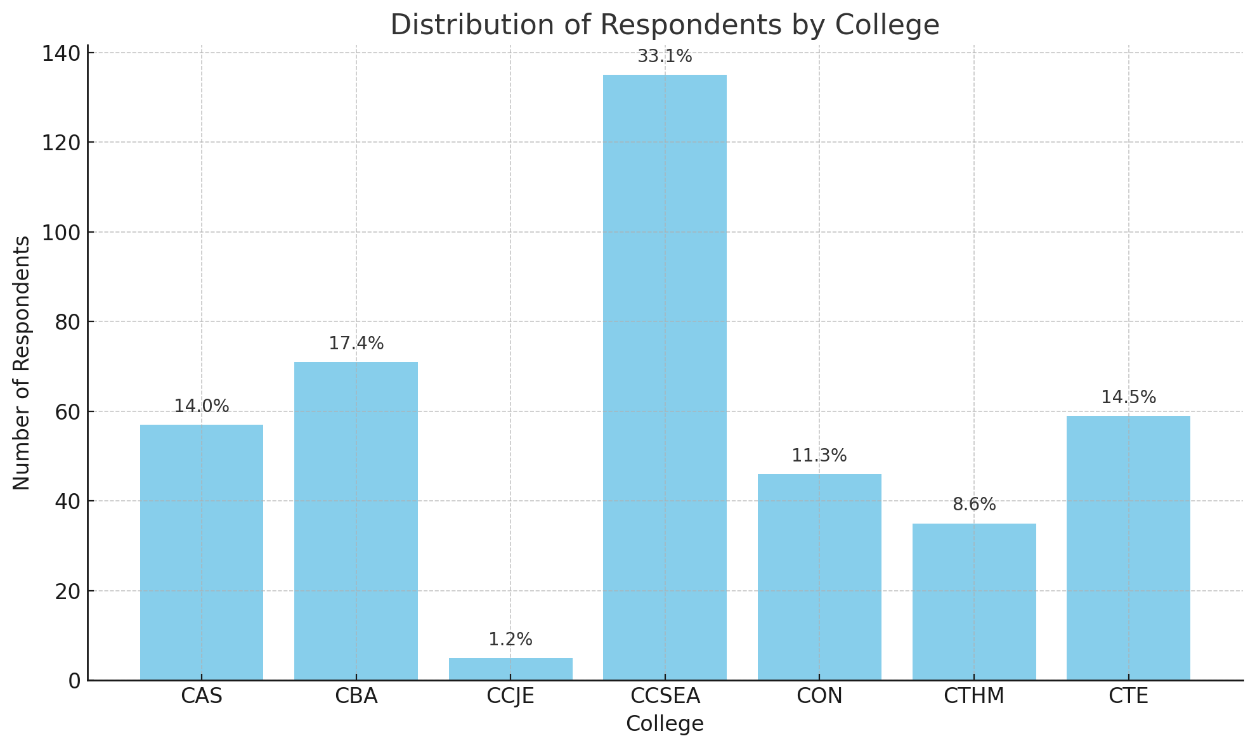 Distribution of Respondents by College
140
120
100
80
60
40
20
0
Number of Respondents
14.0%
17.4%
1.2%
33.1%
11.3%
8.6%
14.5%
CAS
CBA
CCJE
CCSEA
CON
CTHM
CTE
College